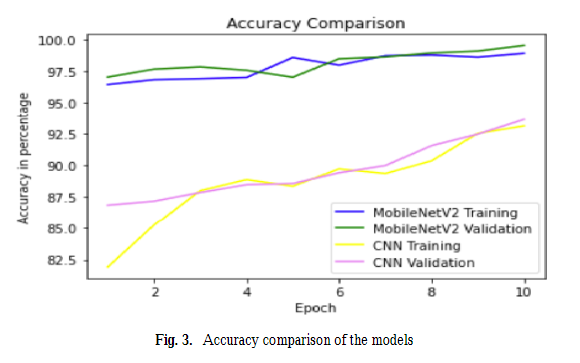 Accuracy Comparison
100.0
97.5
95.0
92.5
90.0
87.5
85.0
82.5
Accuracy in percentage
MobileNetV2 Training
MobileNetV2 Validation
CNN Training
CNN Validation
2 4 6 8 10
Epoch
Fig. 3. Accuracy comparison of the models